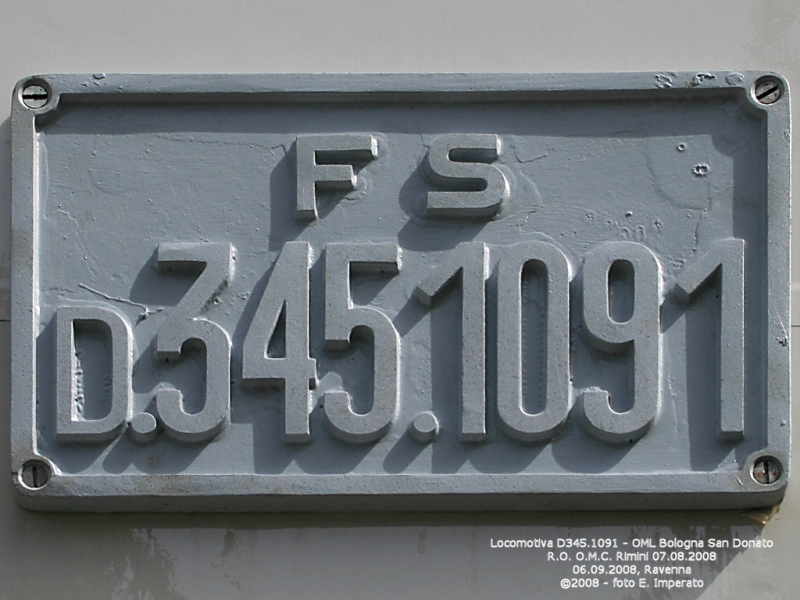 F S
D.345.1091
Locomotiva D345.1091 - OML Bologna San Donato
R.O. O.M.C. Rimini 07.08.2008
06.09.2008, Ravenna
©2008 - foto E. Imperato